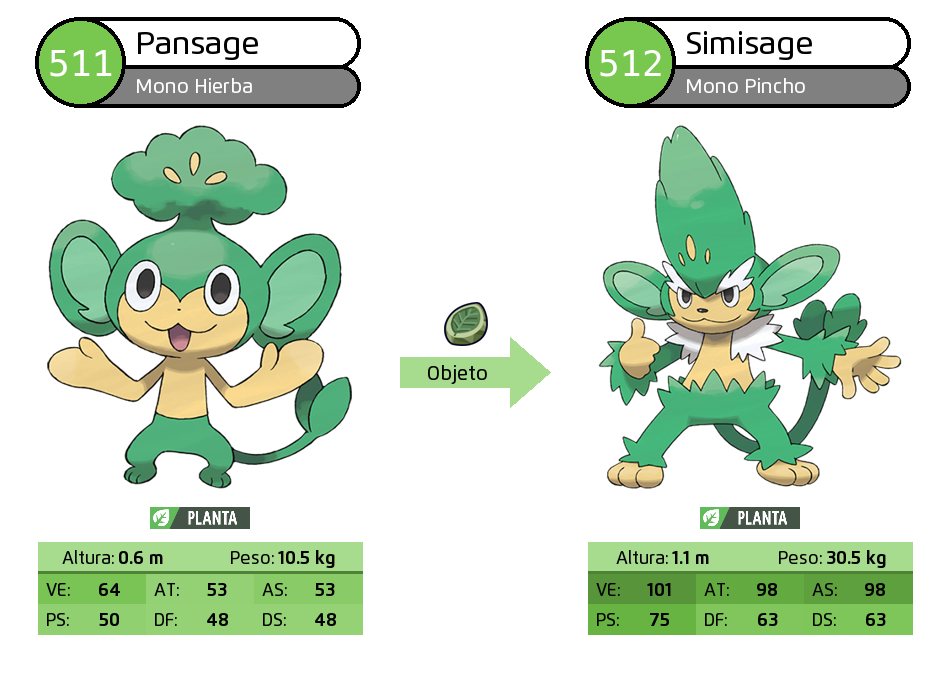 511
Pansage
Mono Hierba
512
Simisage
Mono Pincho
Objeto
PLANTA
Altura: 0.6 m Peso: 10.5 kg
VE: 64 AT: 53 AS: 53
PS: 50 DF: 48 DS: 48
PLANTA
Altura: 1.1 m Peso: 30.5 kg
VE: 101 AT: 98 AS: 98
PS: 75 DF: 63 DS: 63